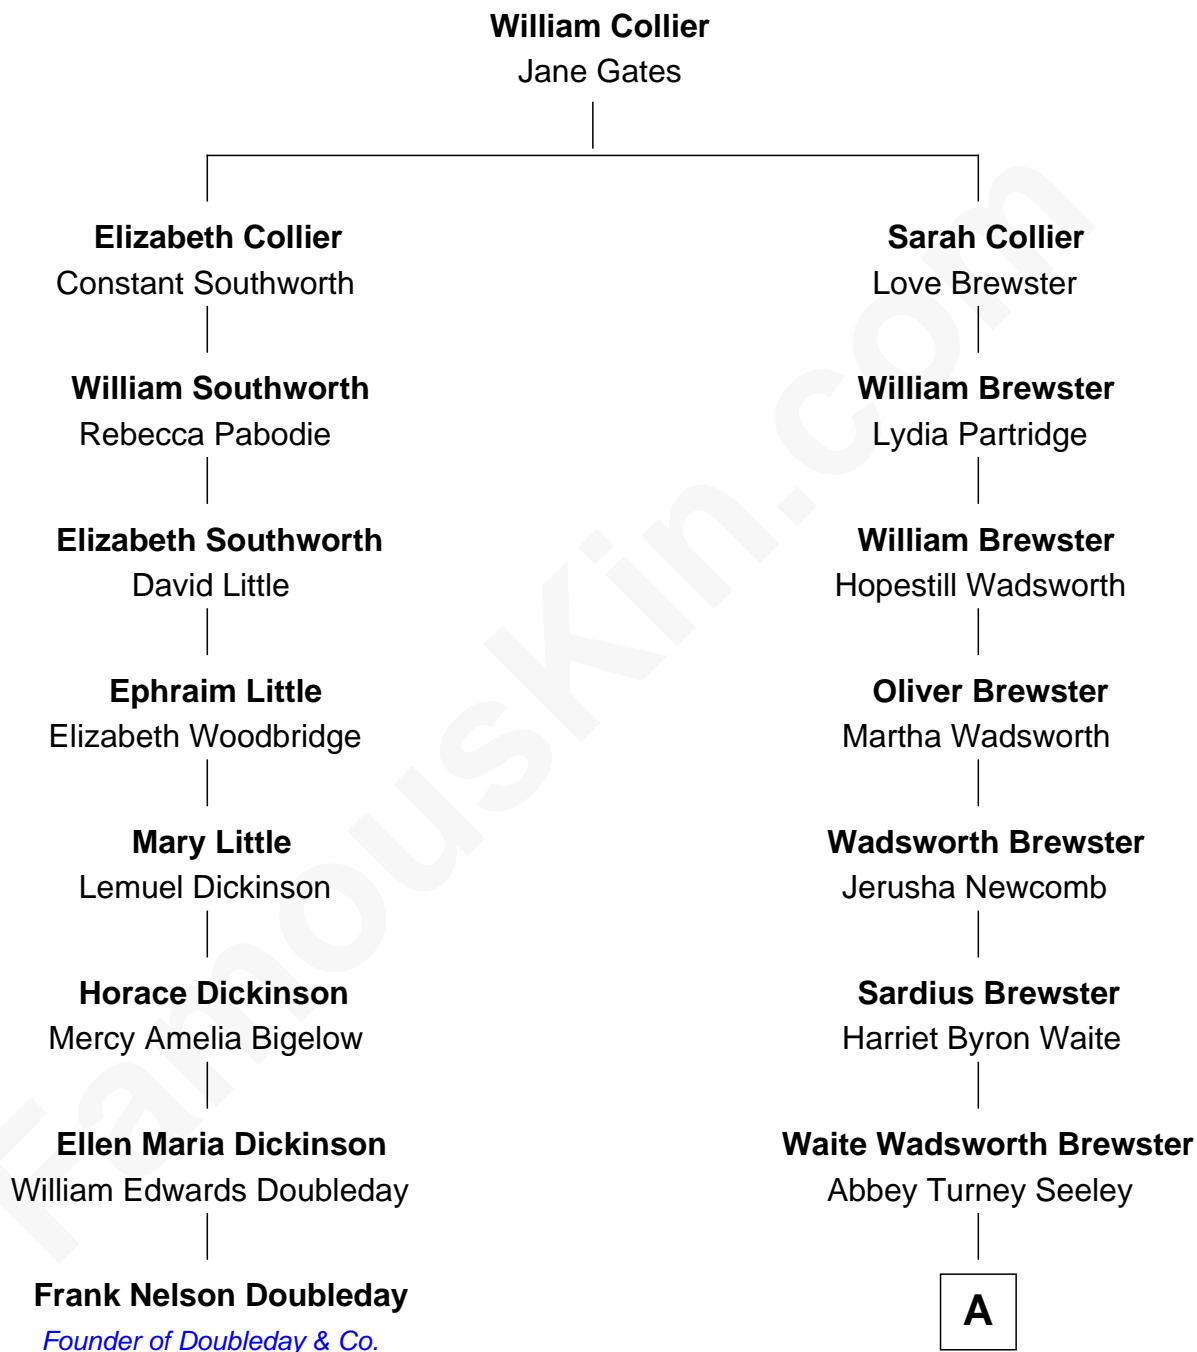 William Collier
Jane Gates
Elizabeth Collier
Constant Southworth
Sarah Collier
Love Brewster
William Southworth
Rebecca Pabodie
William Brewster
Lydia Partridge
Elizabeth Southworth
David Little
William Brewster
Hopestill Wadsworth
Ephraim Little
Elizabeth Woodbridge
Oliver Brewster
Martha Wadsworth
Mary Little
Lemuel Dickinson
Wadsworth Brewster
Jerusha Newcomb
Horace Dickinson
Mercy Amelia Bigelow
Sardius Brewster
Harriet Byron Waite
Ellen Maria Dickinson
William Edwards Doubleday
Waite Wadsworth Brewster
Abbey Turney Seeley
Frank Nelson Doubleday
Founder of Doubleday & Co.
A
FamousKin.com